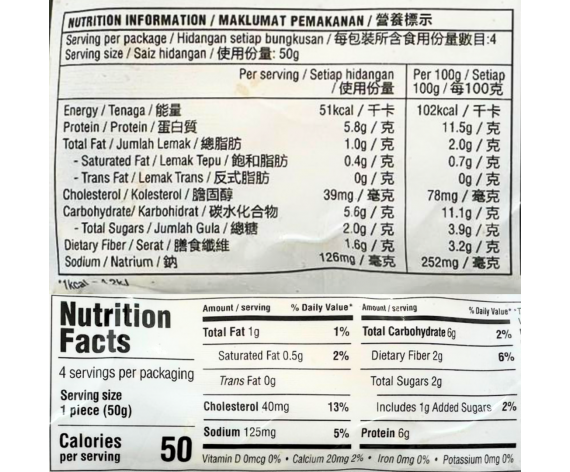 NUTRITION INFORMATION / MAKLUMAT PEMAKANAN / 營養標示
Serving per package / Hidangan setiap bungkusan / 每包裝所含食用份量數目:4
Serving size / Saiz hidangan / 使用份量: 50g
Per serving / Setiap hidangan / 使用份量 Per 100g / Setiap 100g / 每100克
Energy / Tenaga / 能量 51kcal / 千卡 102kcal / 千卡
Protein / Protein / 蛋白質 5.8g / 克 11.5g / 克
Total Fat / Jumlah Lemak / 總脂肪 1.0g / 克 2.0g / 克
- Saturated Fat / Lemak Tepu / 飽和脂肪 0.4g / 克 0.7g / 克
- Trans Fat / Lemak Trans / 反式脂肪 0g / 克 0g / 克
Cholesterol / Kolesterol / 膽固醇 39mg / 毫克 78mg / 毫克
Carbohydrate/ Karbohidrat / 碳水化合物 5.6g / 克 11.1g / 克
- Total Sugars / Jumlah Gula / 總糖 2.0g / 克 3.9g / 克
Dietary Fiber / Serat / 膳食纖維 1.6g / 克 3.2g / 克
Sodium / Natrium / 鈉 126mg / 毫克 252mg / 毫克
Nutrition Facts
4 servings per packaging
Serving size
1 piece (50g)
Calories per serving 50
Amount / serving % Daily Value*
Total Fat 1g 1%
Saturated Fat 0.5g 2%
Trans Fat 0g
Cholesterol 40mg 13%
Sodium 125mg 5%
Amount / serving % Daily Value*
Total Carbohydrate 6g 2%
Dietary Fiber 2g 6%
Total Sugars 2g
Includes 1g Added Sugars 2%
Protein 6g
Vitamin D 0mcg 0% • Calcium 20mg 2% • Iron 0mg 0% • Potassium 0mg 0%